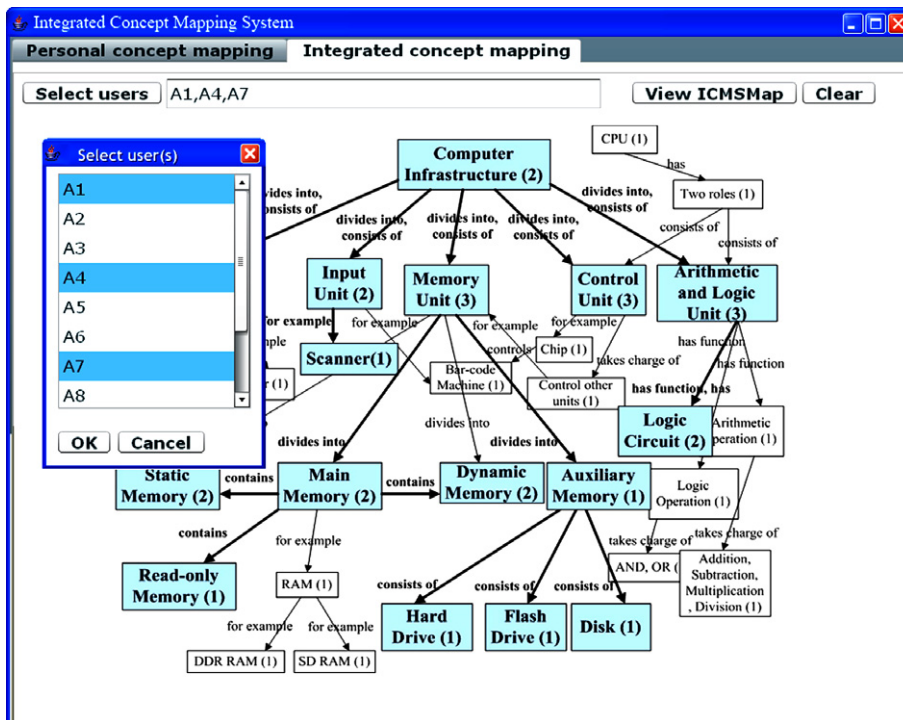 Integrated Concept Mapping System
Personal concept mapping
Integrated concept mapping
Select users
A1,A4,A7
View ICMSMap
Clear
Select user(s)
A1
A2
A3
A4
A5
A6
A7
A8
OK
Cancel
Computer
Infrastructure (2)
CPU (1)
has
Two roles (1)
consists of
consists of
divides into,
consists of
divides into,
consists of
divides into,
consists of
divides into,
consists of
divides into,
consists of
Input
Unit (2)
Memory
Unit (3)
Control
Unit (3)
Arithmetic
and Logic
Unit (3)
for example
for example
for example
for example
controls
takes charge of
has function
has function
Scanner(1)
Bar-code
Machine (1)
Chip (1)
Control other
units (1)
has function, has
Logic
Circuit (2)
Arithmetic
(1)
divides into
divides into
divides into
Static
Memory (2)
contains
Main
Memory (2)
contains
Dynamic
Memory (2)
Auxiliary
Memory (1)
Logic
Operation (1)
contains
for example
takes charge of
takes charge of
Read-only
Memory (1)
RAM (1)
consists of
consists of
consists of
AND, OR (
Addition,
Subtraction,
Multiplication
, Division (1)
for example
for example
Hard
Drive (1)
Flash
Drive (1)
Disk (1)
DDR RAM (1)
SD RAM (1)